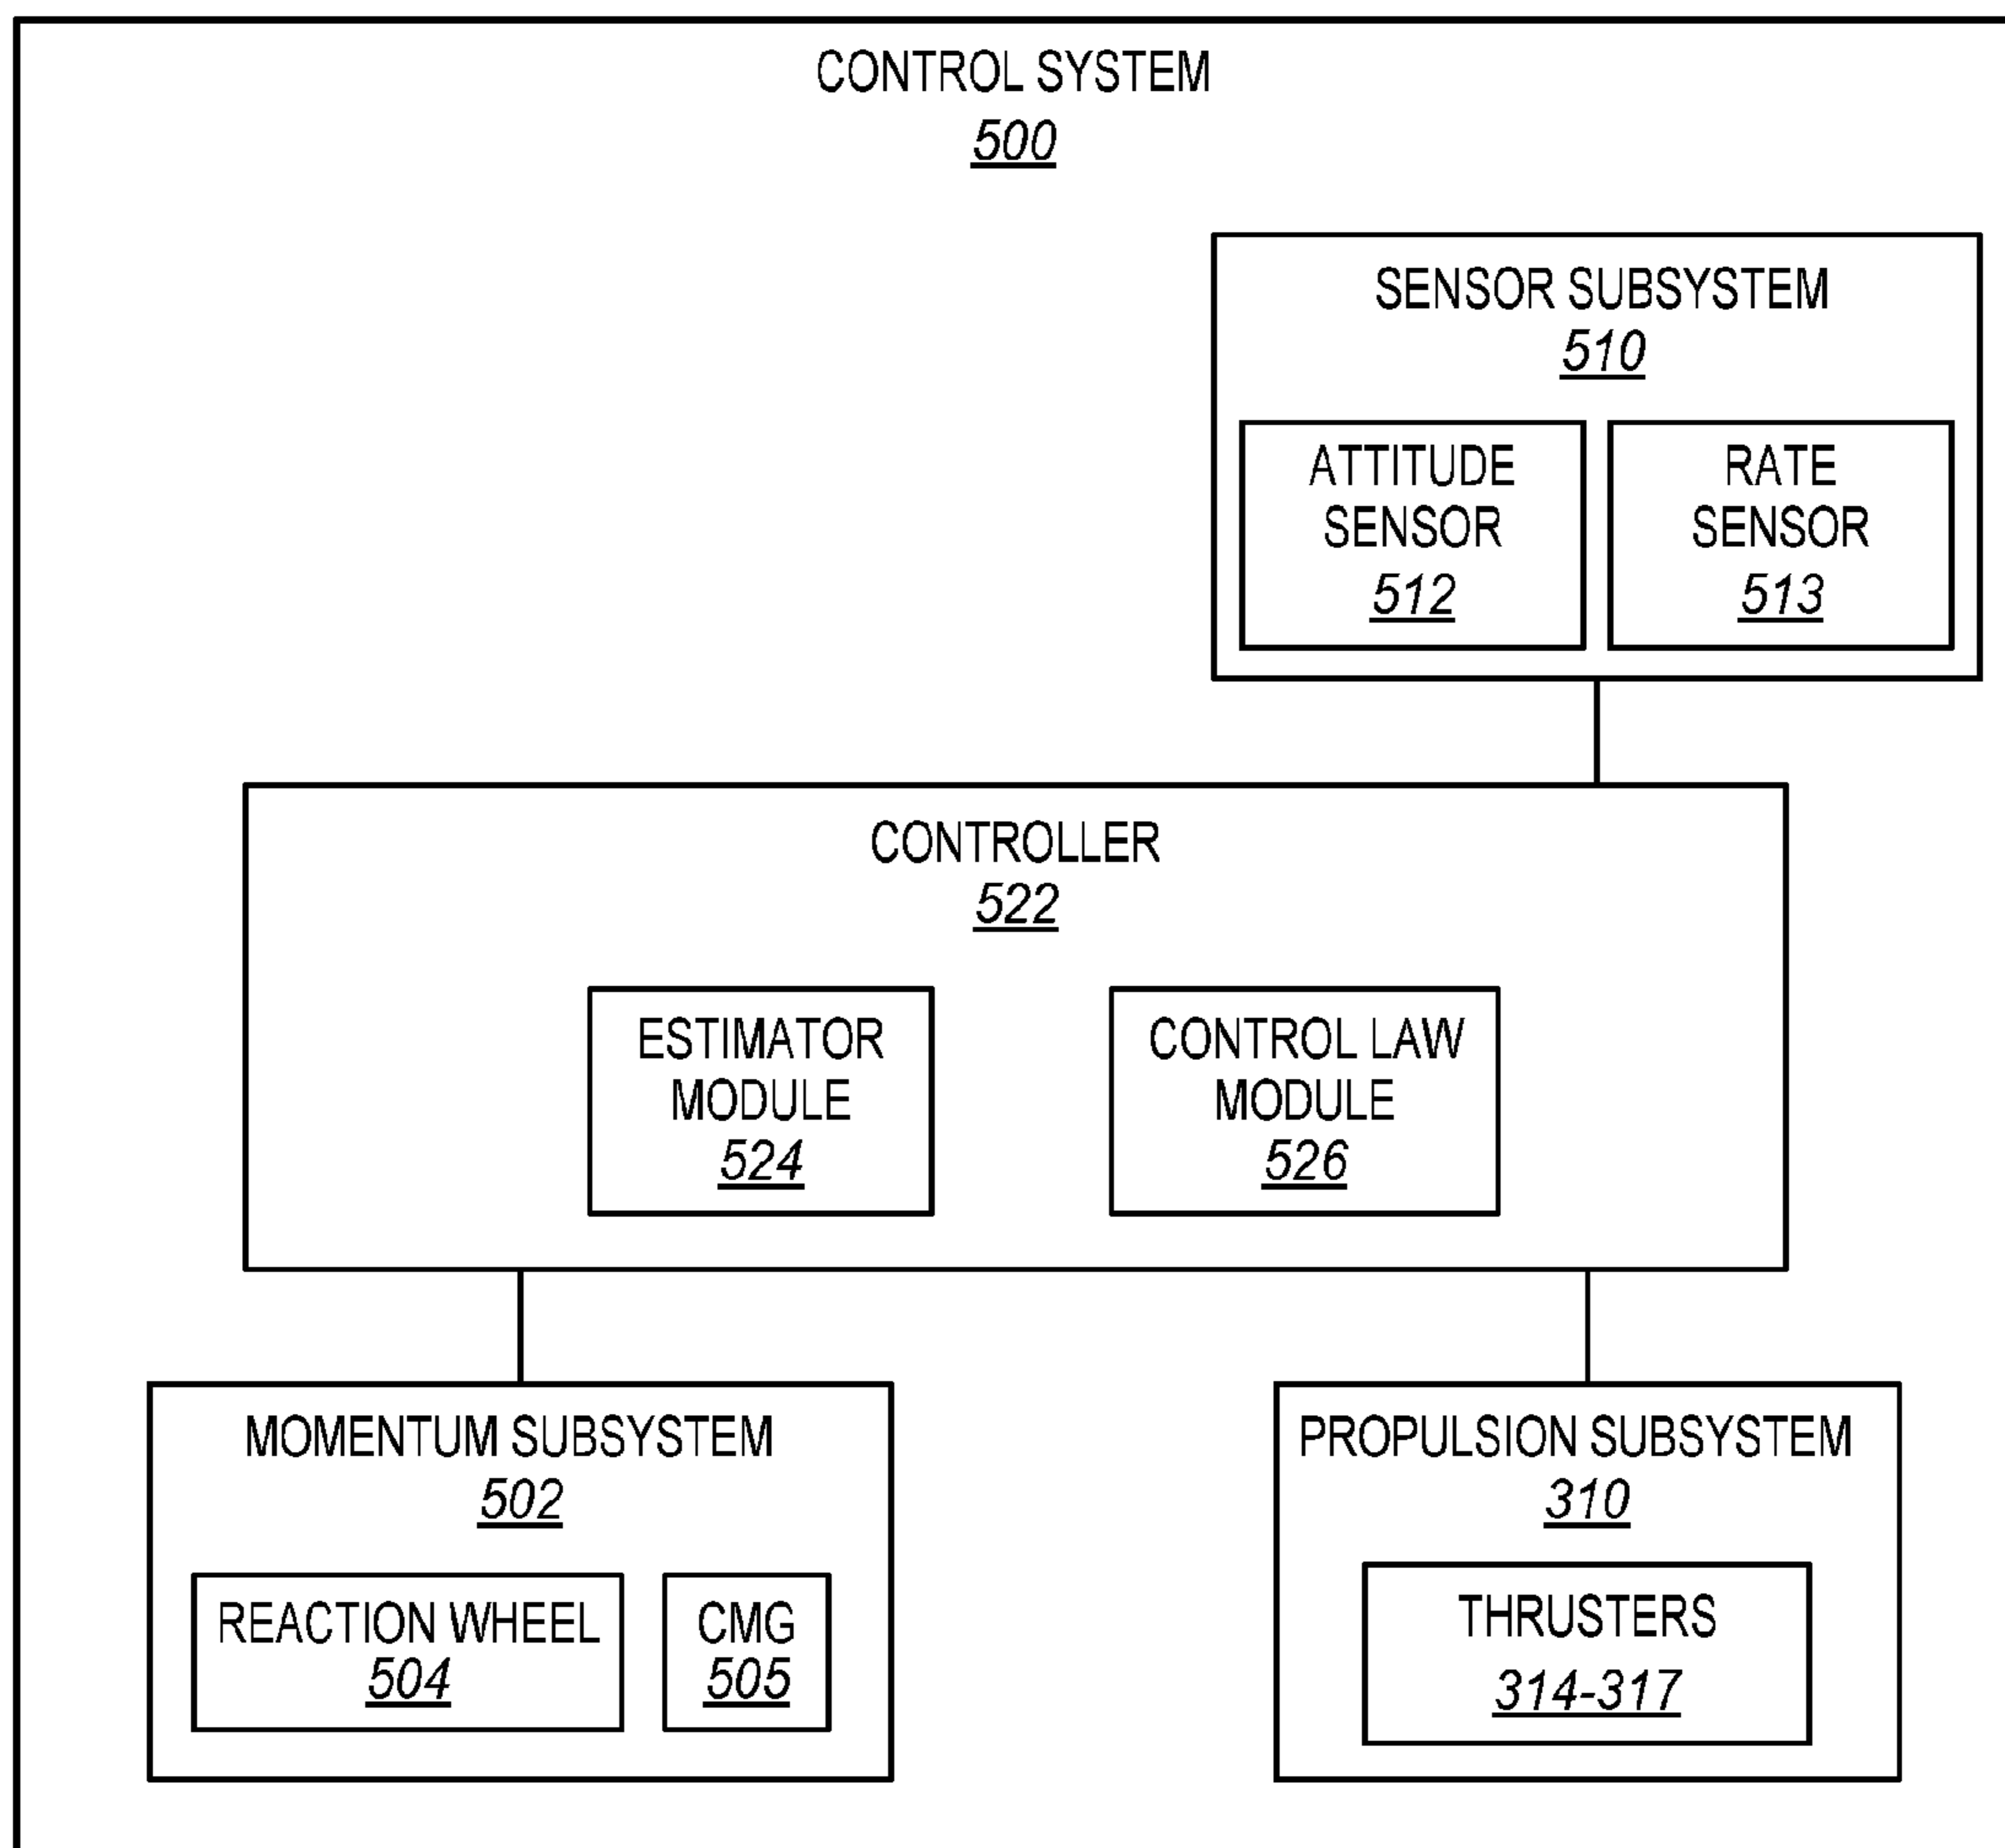 CONTROL SYSTEM
500
SENSOR SUBSYSTEM
510
ATTITUDE
SENSOR
512
RATE
SENSOR
513
CONTROLLER
522
ESTIMATOR
MODULE
524
CONTROL LAW
MODULE
526
MOMENTUM SUBSYSTEM
502
REACTION WHEEL
504
CMG
505
PROPULSION SUBSYSTEM
310
THRUSTERS
314-317